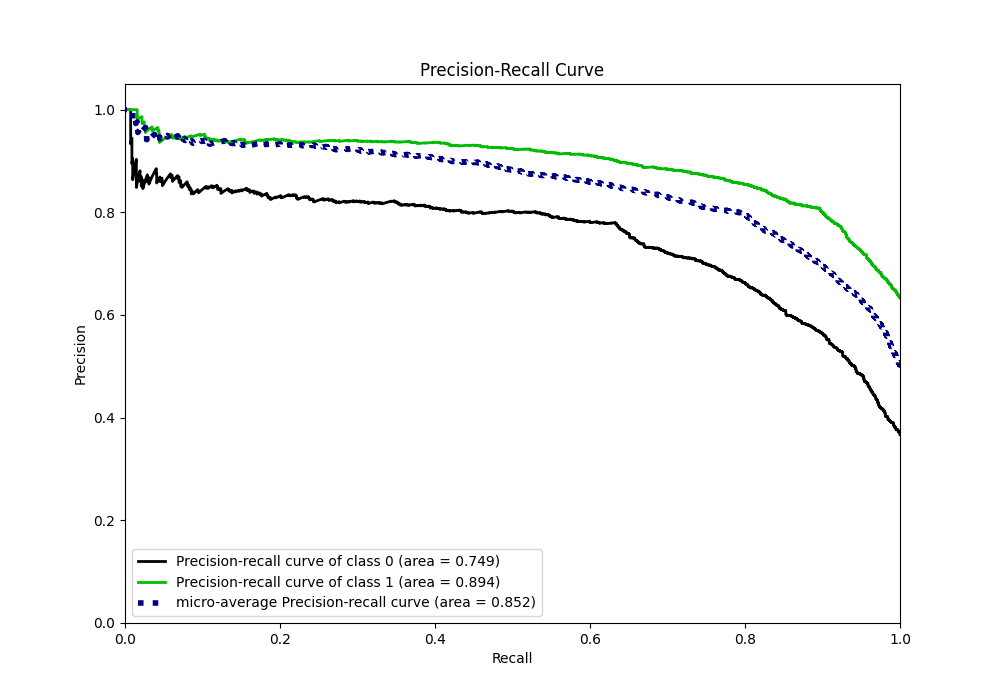 Precision-Recall Curve
1.0
0.8
0.6
0.4
0.2
0.0
Precision
Precision-recall curve of class 0 (area = 0.749)
Precision-recall curve of class 1 (area = 0.894)
micro-average Precision-recall curve (area = 0.852)
0.0 0.2 0.4 0.6 0.8 1.0
Recall